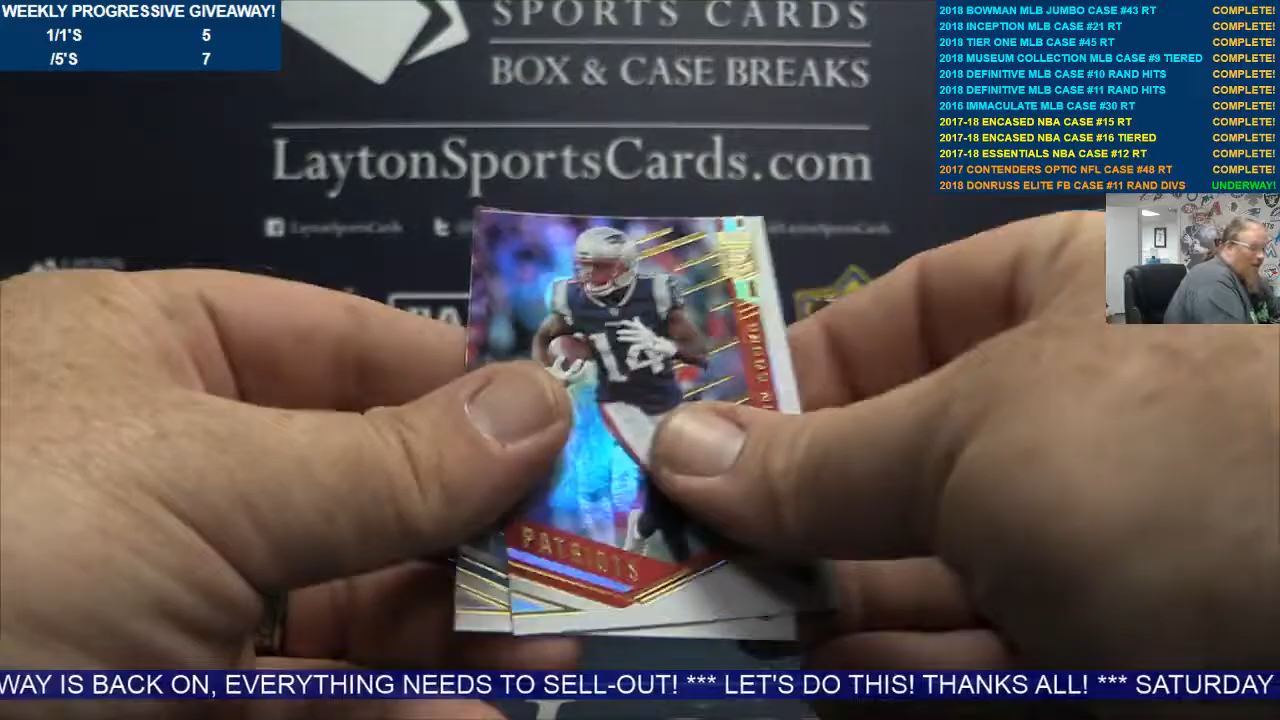 WEEKLY PROGRESSIVE GIVEAWAY!
1/1'S 5
/5'S 7
SPORTS CARDS
BOX & CASE BREAKS
LaytonSportsCards.com
LaytonSportsCards
2018 BOWMAN MLB JUMBO CASE #43 RT COMPLETE!
2018 INCEPTION MLB CASE #21 RT COMPLETE!
2018 TIER ONE MLB CASE #45 RT COMPLETE!
2018 MUSEUM COLLECTION MLB CASE #9 TIERED COMPLETE!
2018 DEFINITIVE MLB CASE #10 RAND HITS COMPLETE!
2018 DEFINITIVE MLB CASE #11 RAND HITS COMPLETE!
2016 IMMACULATE MLB CASE #30 RT COMPLETE!
2017-18 ENCASED NBA CASE #15 RT COMPLETE!
2017-18 ENCASED NBA CASE #16 TIERED COMPLETE!
2017-18 ESSENTIALS NBA CASE #12 RT COMPLETE!
2017 CONTENDERS OPTIC NFL CASE #48 RT COMPLETE!
2018 DONRUSS ELITE FB CASE #11 RAND DIVS UNDERWAY!
14
PATRIOTS
WAY IS BACK ON, EVERYTHING NEEDS TO SELL-OUT! *** LET'S DO THIS! THANKS ALL! *** SATURDAY